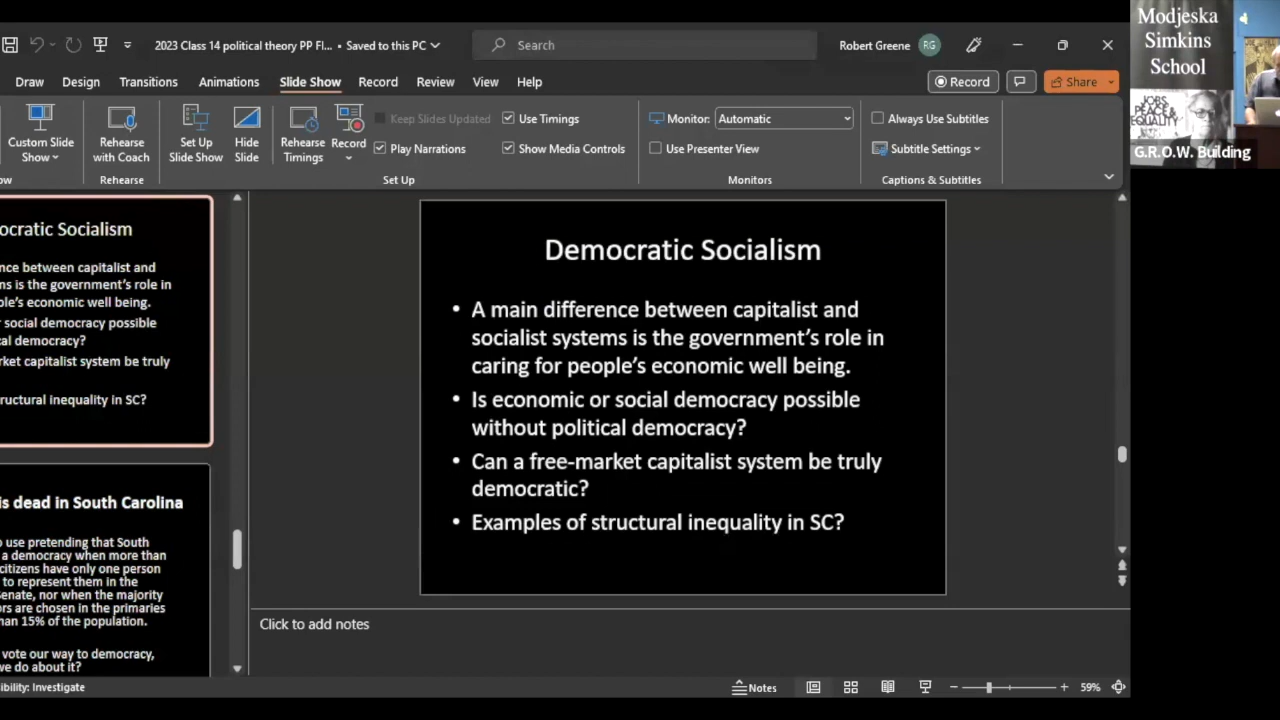 2023 Class 14 political theory PP Fl... • Saved to this PC
Search
Robert Greene
RG
Draw
Design
Transitions
Animations
Slide Show
Record
Review
View
Help
Record
Share
Custom Slide
Show
Rehearse
with Coach
Rehearse
Set Up
Slide Show
Hide
Slide
Rehearse
Timings
Record
Keep Slides Updated
Play Narrations
Use Timings
Show Media Controls
Set Up
Monitor:
Automatic
Use Presenter View
Monitors
Always Use Subtitles
Subtitle Settings
Captions & Subtitles
Modjeska
Simkins
School
JOBS
PEACE
EQUALITY
G.R.O.W. Building
ocratic Socialism
nce between capitalist and
ns is the government's role in
ple's economic well being.
r social democracy possible
cal democracy?
rket capitalist system be truly
ructural inequality in SC?
is dead in South Carolina
o use pretending that South
a democracy when more than
citizens have only one person
to represent them in the
enate, nor when the majority
ors are chosen in the primaries
han 15% of the population.
vote our way to democracy,
we do about it?
Democratic Socialism
• A main difference between capitalist and
socialist systems is the government's role in
caring for people's economic well being.
• Is economic or social democracy possible
without political democracy?
• Can a free-market capitalist system be truly
democratic?
• Examples of structural inequality in SC?
Click to add notes
ibility: Investigate
Notes
59%